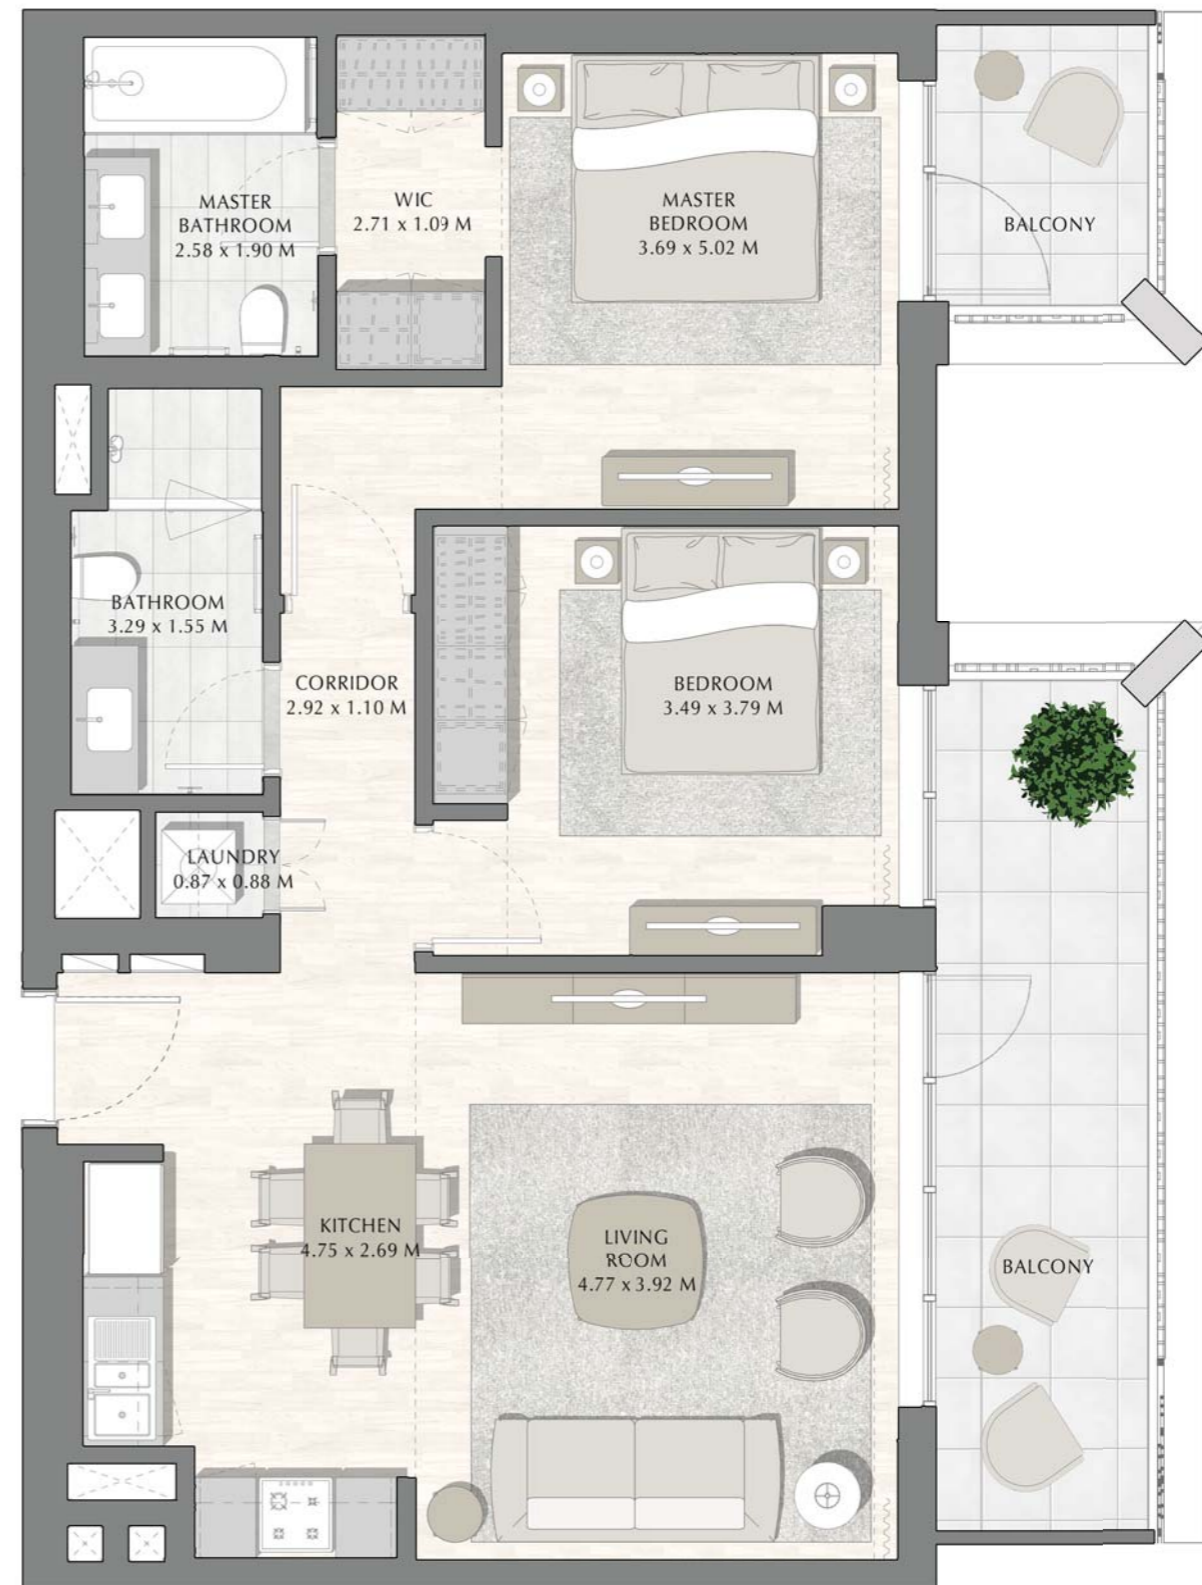 MASTER
BATHROOM
2.58 x 1.90 M
WIC
2.71 x 1.09 M
MASTER
BEDROOM
3.69 x 5.02 M
BALCONY
BATHROOM
3.29 x 1.55 M
CORRIDOR
2.92 x 1.10 M
BEDROOM
3.49 x 3.79 M
LAUNDRY
0.87 x 0.88 M
KITCHEN
4.75 x 2.69 M
LIVING
ROOM
4.77 x 3.92 M
BALCONY